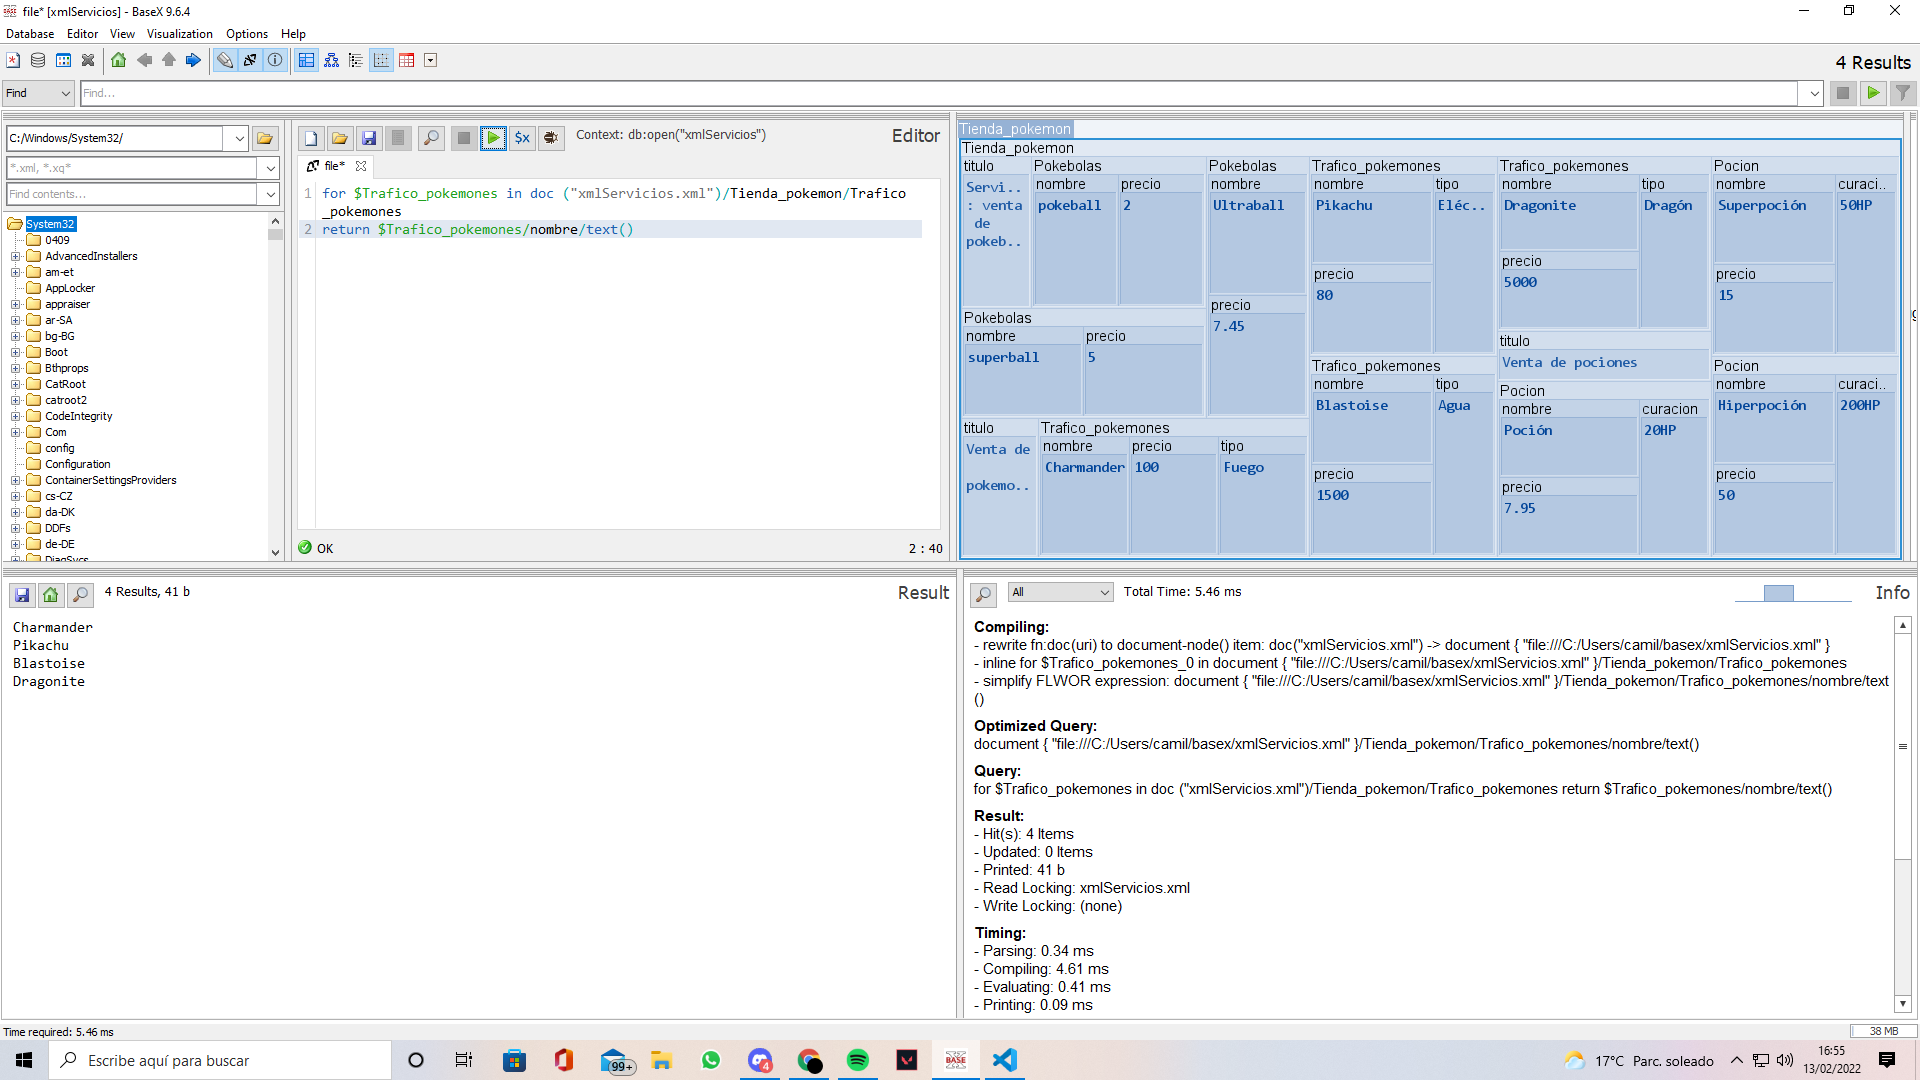 file* [xmlServicios] - BaseX 9.6.4
Database Editor View Visualization Options Help
4 Results
Find Find...
C:/Windows/System32/
*.xml, *.xq*
Find contents...
System32
0409
AdvancedInstallers
am-et
AppLocker
appraiser
ar-SA
bg-BG
Boot
Bthprops
CatRoot
catroot2
CodeIntegrity
Com
config
Configuration
ContainerSettingsProviders
cs-CZ
da-DK
DDFs
de-DE
DiagSvcs
$x Context: db:open("xmlServicios") Editor
file*
1 for $Trafico_pokemones in doc ("xmlServicios.xml")/Tienda_pokemon/Trafico
_pokemones
2 return $Trafico_pokemones/nombre/text()
OK 2 : 40
Tienda_pokemon
Tienda_pokemon
titulo
Servi..
: venta
de
pokeb..
Pokebolas
nombre precio
pokeball 2
Pokebolas
nombre precio
superball 5
Pokebolas
nombre
Ultraball
precio
7.45
titulo
Venta de
pokemo..
Trafico_pokemones
nombre precio tipo
Charmander 100 Fuego
Trafico_pokemones
nombre tipo
Pikachu Eléc..
precio
80
Trafico_pokemones
nombre tipo
Blastoise Agua
precio
1500
Trafico_pokemones
nombre tipo
Dragonite Dragón
precio
5000
titulo
Venta de pociones
Pocion
nombre curacion
Poción 20HP
precio
7.95
Pocion
nombre curaci..
Superpoción 50HP
precio
15
Pocion
nombre curaci..
Hiperpoción 200HP
precio
50
4 Results, 41 b Result
Charmander
Pikachu
Blastoise
Dragonite
All Total Time: 5.46 ms Info
Compiling:
- rewrite fn:doc(uri) to document-node() item: doc("xmlServicios.xml") -> document { "file:///C:/Users/camil/basex/xmlServicios.xml" }
- inline for $Trafico_pokemones_0 in document { "file:///C:/Users/camil/basex/xmlServicios.xml" }/Tienda_pokemon/Trafico_pokemones
- simplify FLWOR expression: document { "file:///C:/Users/camil/basex/xmlServicios.xml" }/Tienda_pokemon/Trafico_pokemones/nombre/text
()
Optimized Query:
document { "file:///C:/Users/camil/basex/xmlServicios.xml" }/Tienda_pokemon/Trafico_pokemones/nombre/text()
Query:
for $Trafico_pokemones in doc ("xmlServicios.xml")/Tienda_pokemon/Trafico_pokemones return $Trafico_pokemones/nombre/text()
Result:
- Hit(s): 4 Items
- Updated: 0 Items
- Printed: 41 b
- Read Locking: xmlServicios.xml
- Write Locking: (none)
Timing:
- Parsing: 0.34 ms
- Compiling: 4.61 ms
- Evaluating: 0.41 ms
- Printing: 0.09 ms
Time required: 5.46 ms 38 MB
Escribe aquí para buscar 99+ 4 BASE 17°C Parc. soleado 16:55
13/02/2022